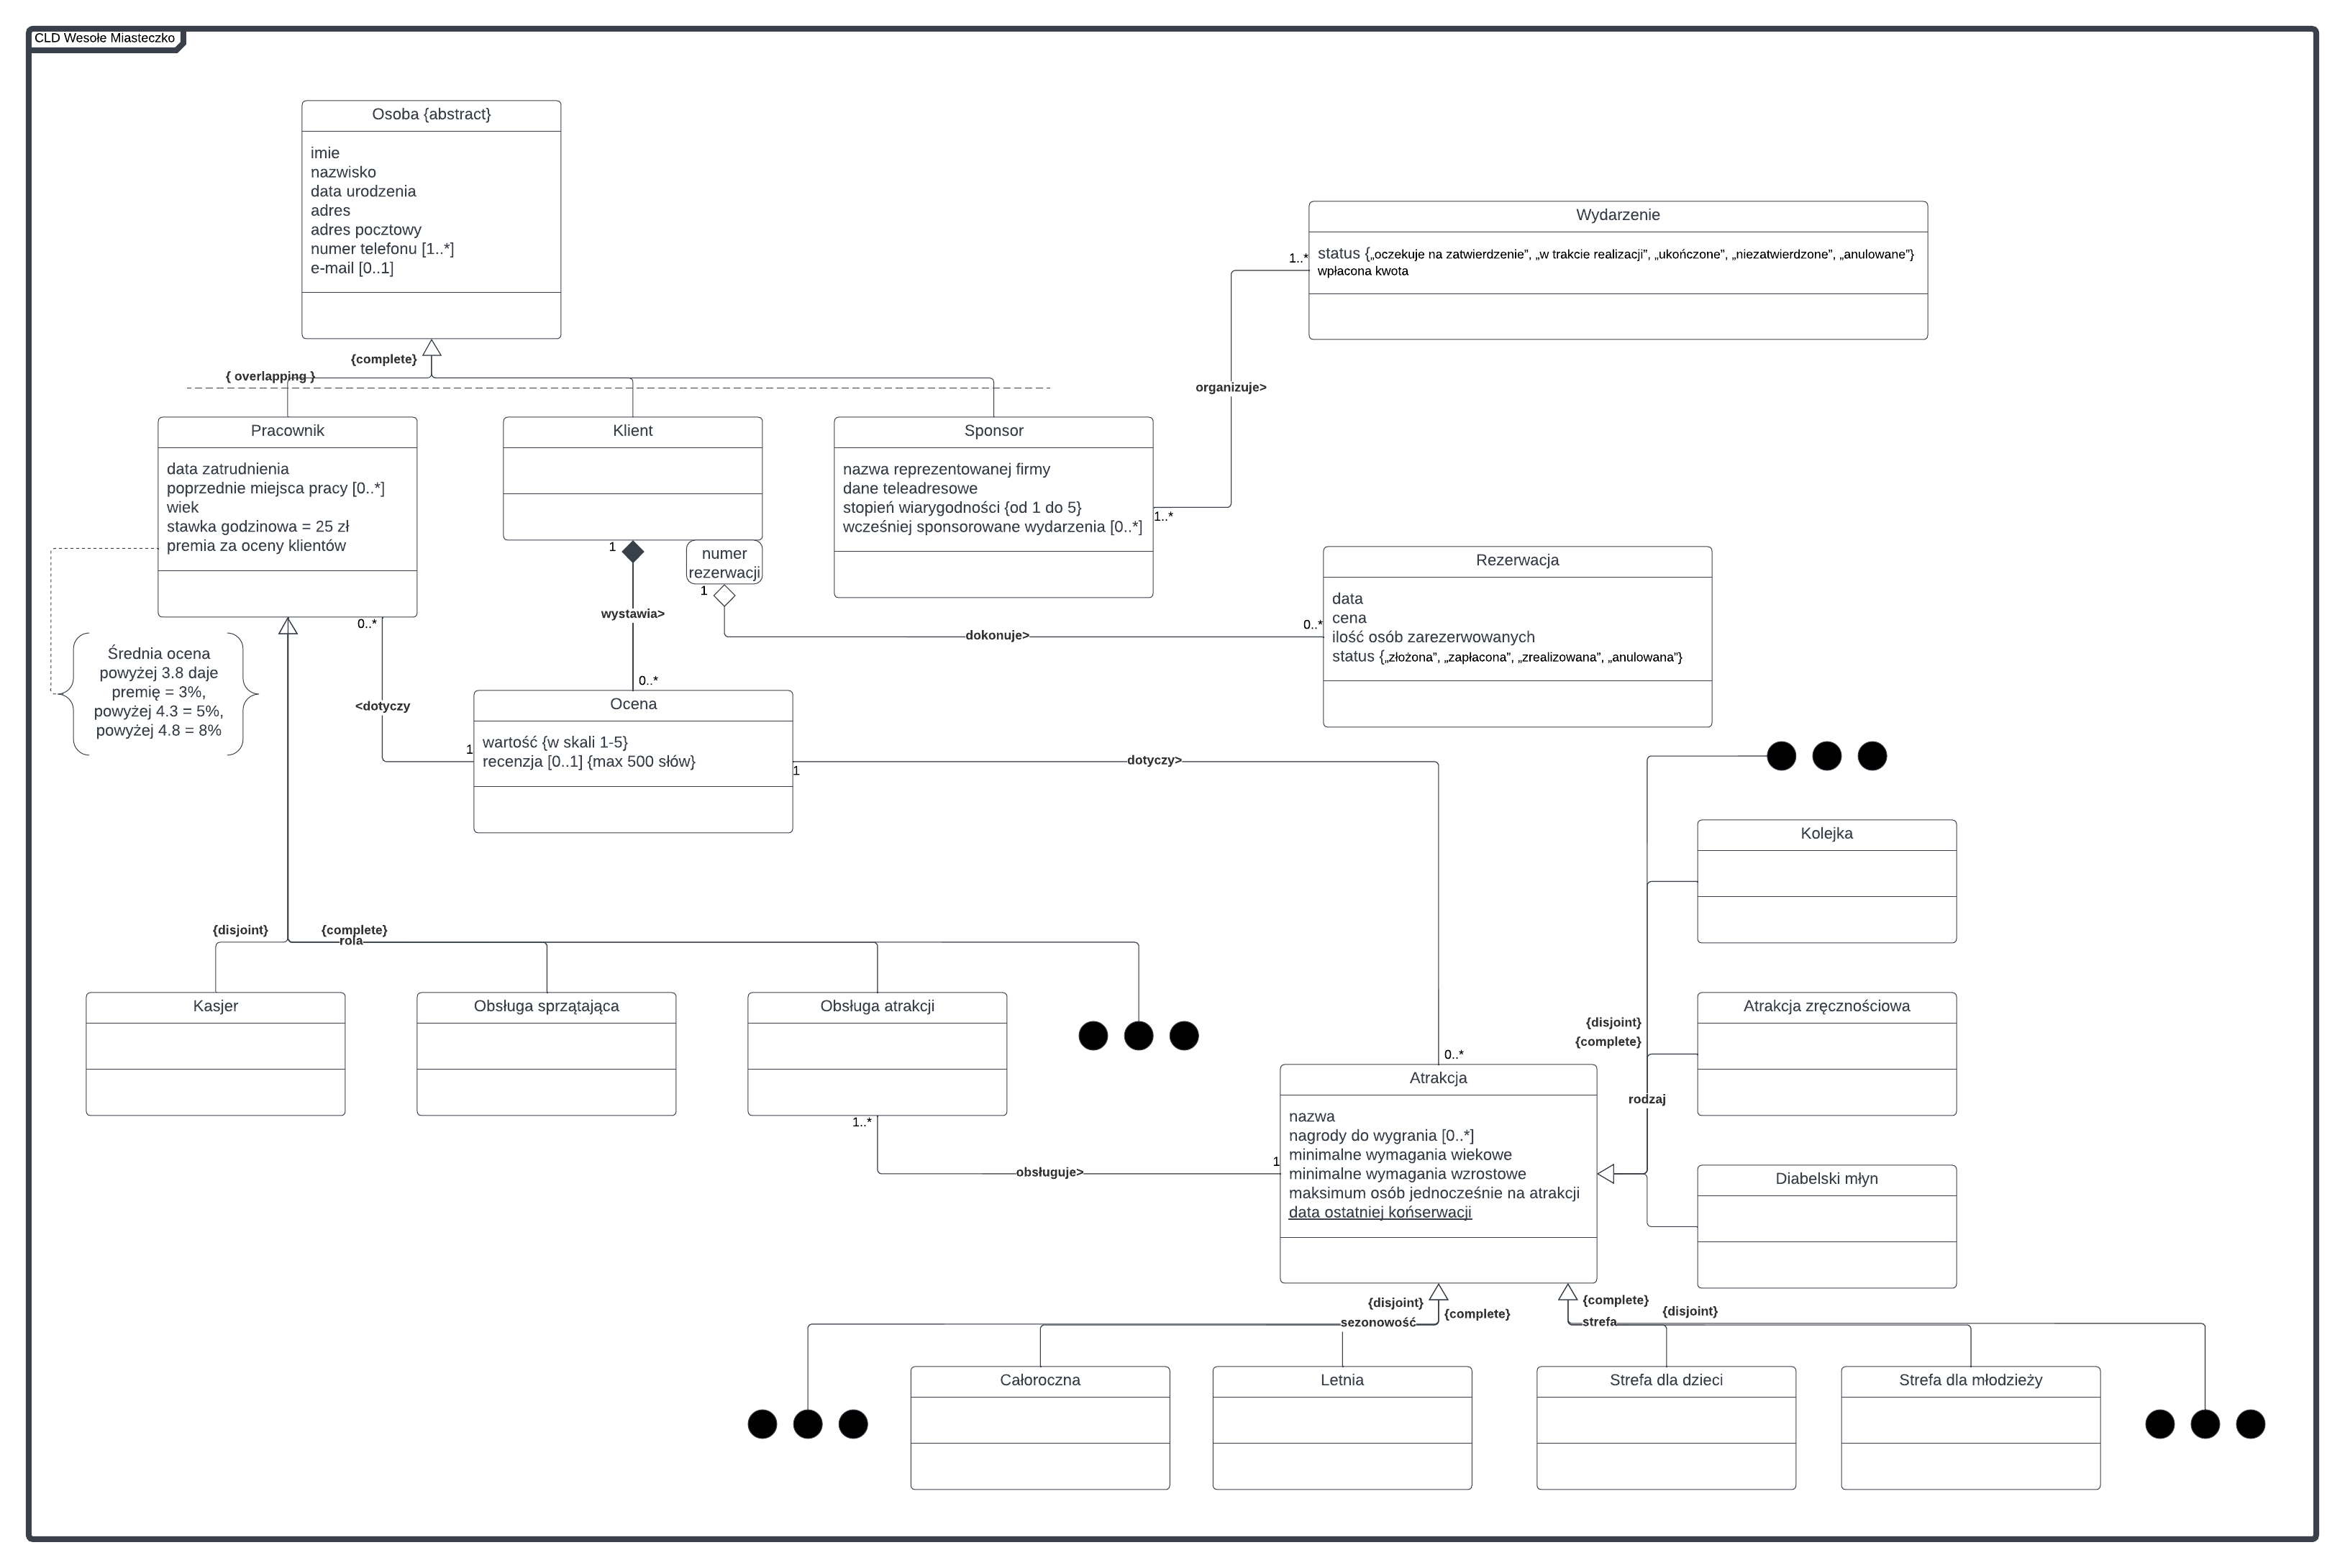 CLD Wesołe Miasteczko
Osoba {abstract}
imie
nazwisko
data urodzenia
adres
adres pocztowy
numer telefonu [1..*]
e-mail [0..1]
Wydarzenie
status {„oczekuje na zatwierdzenie”, „w trakcie realizacji”, „ukończone”, „niezatwierdzone”, „anulowane”}
wpłacona kwota
1..*
{complete}
{ overlapping }
organizuje>
Pracownik
data zatrudnienia
poprzednie miejsca pracy [0..*]
wiek
stawka godzinowa = 25 zł
premia za oceny klientów
Klient
Sponsor
nazwa reprezentowanej firmy
dane teleadresowe
stopień wiarygodności {od 1 do 5}
wcześniej sponsorowane wydarzenia [0..*]
1..*
1
numer
rezerwacji
1
Rezerwacja
data
cena
ilość osób zarezerwowanych
status {„złożona”, „zapłacona”, „zrealizowana”, „anulowana”}
wystawia>
dokonuje>
0..*
0..*
Średnia ocena
powyżej 3.8 daje
premię = 3%,
powyżej 4.3 = 5%,
powyżej 4.8 = 8%
0..*
<dotyczy
1
Ocena
wartość {w skali 1-5}
recenzja [0..1] {max 500 słów}
1
dotyczy>
Kolejka
{disjoint}
{complete}
rola
Kasjer
Obsługa sprzątająca
Obsługa atrakcji
Atrakcja zręcznościowa
{disjoint}
{complete}
rodzaj
0..*
Atrakcja
nazwa
nagrody do wygrania [0..*]
minimalne wymagania wiekowe
minimalne wymagania wzrostowe
maksimum osób jednocześnie na atrakcji
data ostatniej końserwacji
1..*
obsługuje>
1
Diabelski młyn
{disjoint}
{complete}
sezonowość
{complete}
{disjoint}
strefa
Całoroczna
Letnia
Strefa dla dzieci
Strefa dla młodzieży